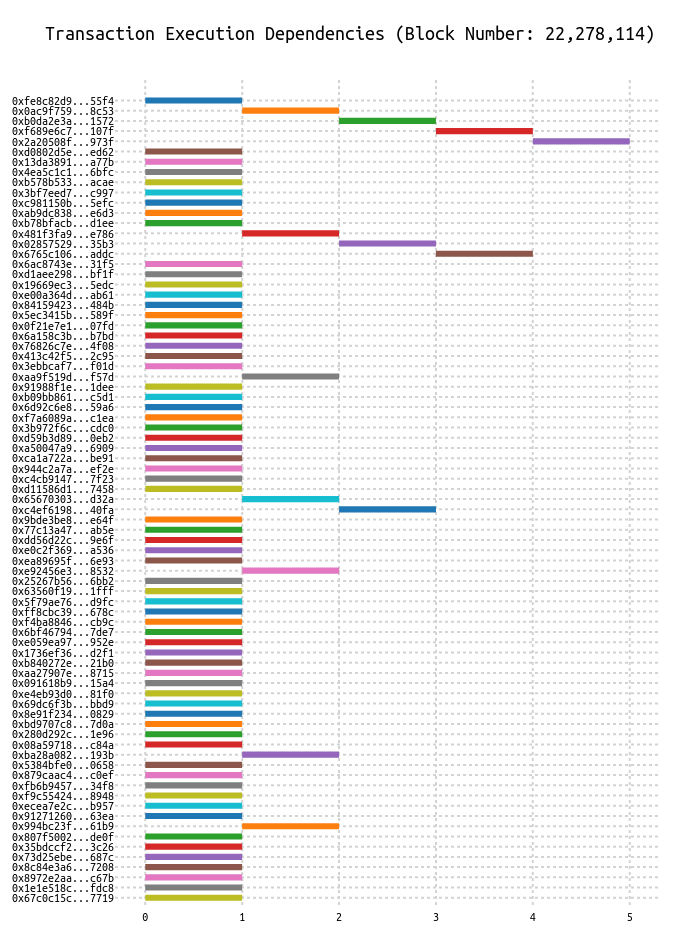 Transaction Execution Dependencies (Block Number: 22,278,114)
0xfe8c82d9...55f4
0x0ac9f759...8c53
0xb0da2e3a...1572
0xf689e6c7...107f
0x2a20508f...973f
0xd0802d5e...ed62
0x13da3891...a77b
0x4ea5c1c1...6bfc
0xb578b533...acae
0x3bf7eed7...c997
0xc981150b...5efc
0xab9dc838...e6d3
0xb78bfacb...d1ee
0x481f3fa9...e786
0x02857529...35b3
0x6765c106...addc
0x6ac8743e...31f5
0xd1aee298...bf1f
0x19669ec3...5edc
0xe00a364d...ab61
0x84159423...484b
0x5ec3415b...589f
0x0f21e7e1...07fd
0x6a158c3b...b7bd
0x76826c7e...4f08
0x413c42f5...2c95
0x3ebbcaf7...f01d
0xaa9f519d...f57d
0x91988f1e...1dee
0xb09bb861...c5d1
0x6d92c6e8...59a6
0xf7a6089a...c1ea
0x3b972f6c...cdc0
0xd59b3d89...0eb2
0xa50047a9...6909
0xca1a722a...be91
0x944c2a7a...ef2e
0xc4cb9147...7f23
0xd11586d1...7458
0x65670303...d32a
0xc4ef6198...40fa
0x9bde3be8...e64f
0x77c13a47...ab5e
0xdd56d22c...9e6f
0xe0c2f369...a536
0xea89695f...6e93
0xe92456e3...8532
0x25267b56...6bb2
0x63560f19...1fff
0x5f79ae76...d9fc
0xff8cbc39...678c
0xf4ba8846...cb9c
0x6bf46794...7de7
0xe059ea97...952e
0x1736ef36...d2f1
0xb840272e...21b0
0xaa27907e...8715
0x091618b9...15a4
0xe4eb93d0...81f0
0x69dc6f3b...bbd9
0x8e91f234...0829
0xbd9707c8...7d0a
0x280d292c...1e96
0x08a59718...c84a
0xba28a082...193b
0x5384bfe0...0658
0x879caac4...c0ef
0xfb6b9457...34f8
0xf9c55424...8948
0xecea7e2c...b957
0x91271260...63ea
0x994bc23f...61b9
0x807f5002...de0f
0x35bdccf2...3c26
0x73d25ebe...687c
0x8c84e3a6...7208
0x8972e2aa...c67b
0x1e1e518c...fdc8
0x67c0c15c...7719
0 1 2 3 4 5